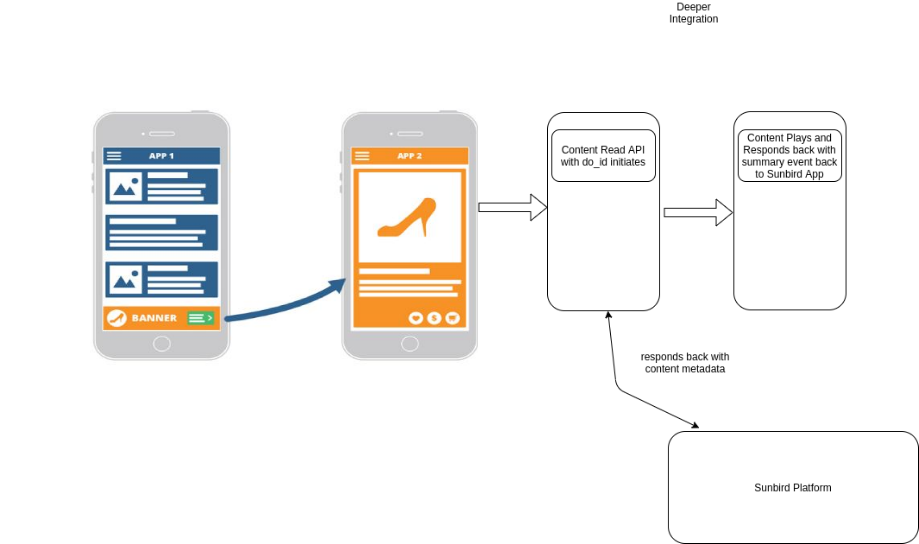 Deeper
Integration
APP 1
BANNER
APP 2
Content Read API
with do_id initiates
Content Plays and
Responds back with
summary event back
to Sunbird App
responds back with
content metadata
Sunbird Platform